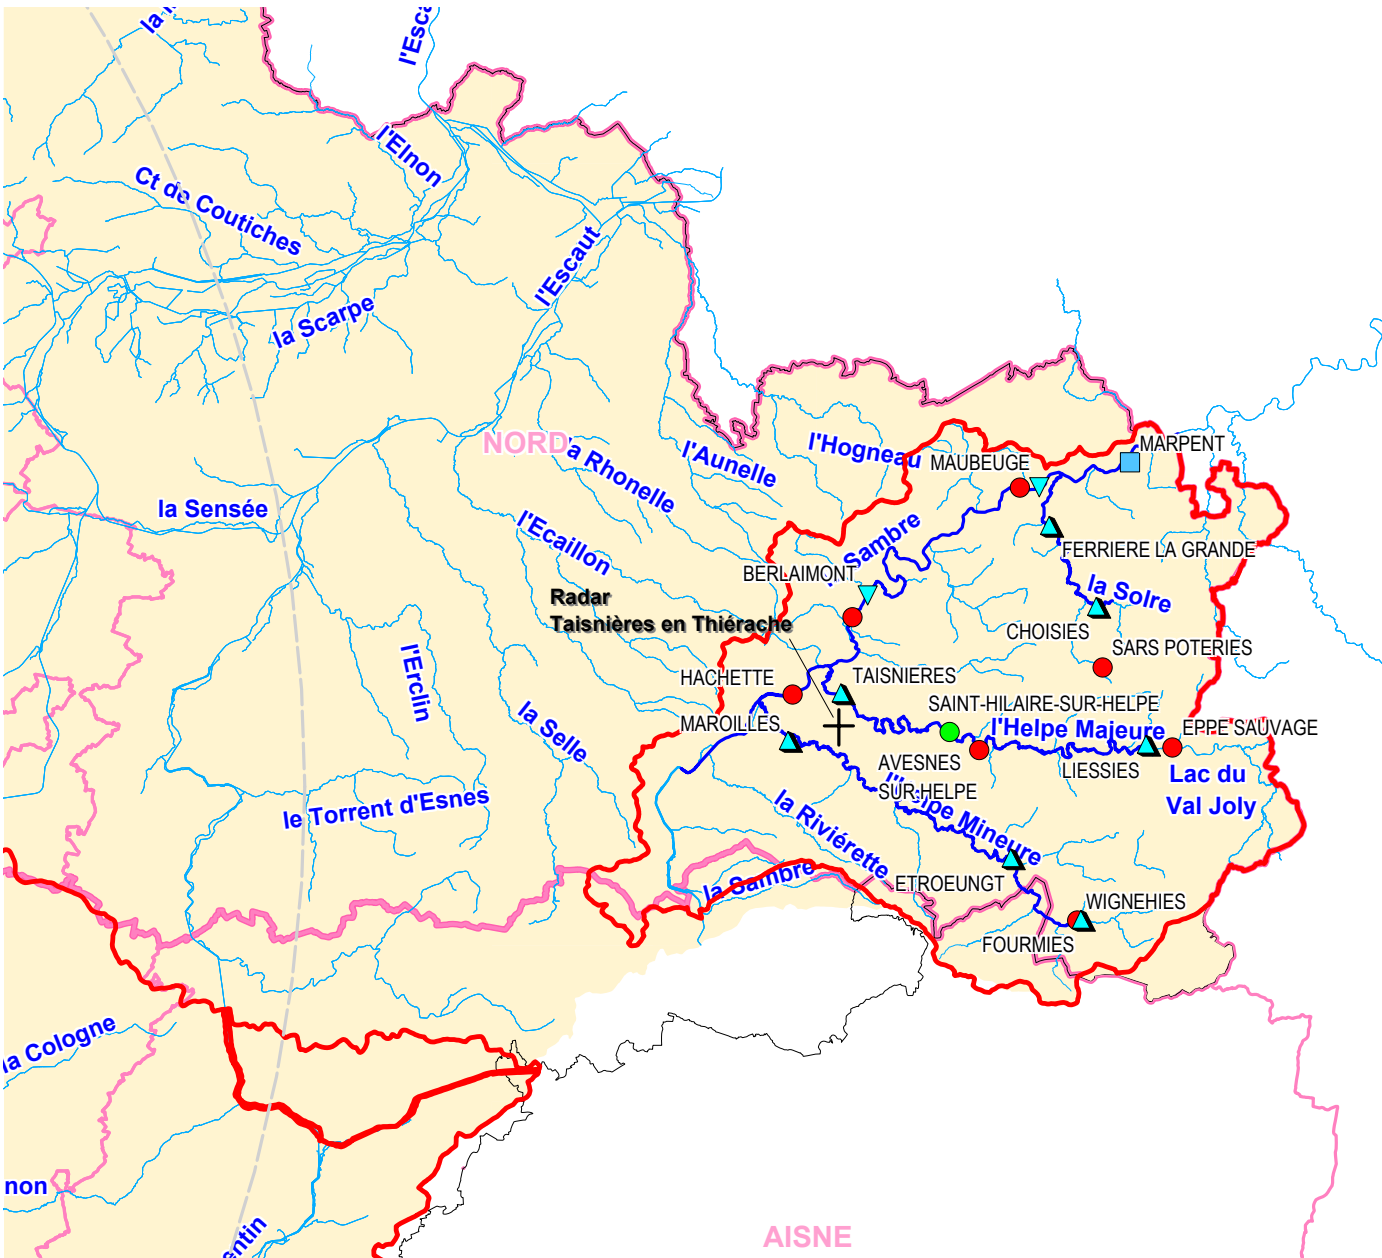 l'Elnon
Ct de Coutiches
l'Escaut
la Scarpe
NORD
la Rhonelle
l'Aunelle
l'Hogneau
MARPENT
MAUBEUGE
la Sensée
l'Ecaillon
la Sambre
FERRIERE LA GRANDE
BERLAIMONT
la Solre
Radar
Taisnières en Thiérache
CHOISIES
SARS POTERIES
l'Erclin
HACHETTE
TAISNIERES
SAINT-HILAIRE-SUR-HELPE
la Selle
MAROILLES
l'Helpe Majeure
EPPE SAUVAGE
AVESNES
SUR HELPE
LIESSIES
Lac du
Val Joly
le Torrent d'Esnes
l'Helpe Mineure
la Riviérette
la Sambre
ETROEUNGT
WIGNEHIES
FOURMIES
la Cologne
non
entin
AISNE